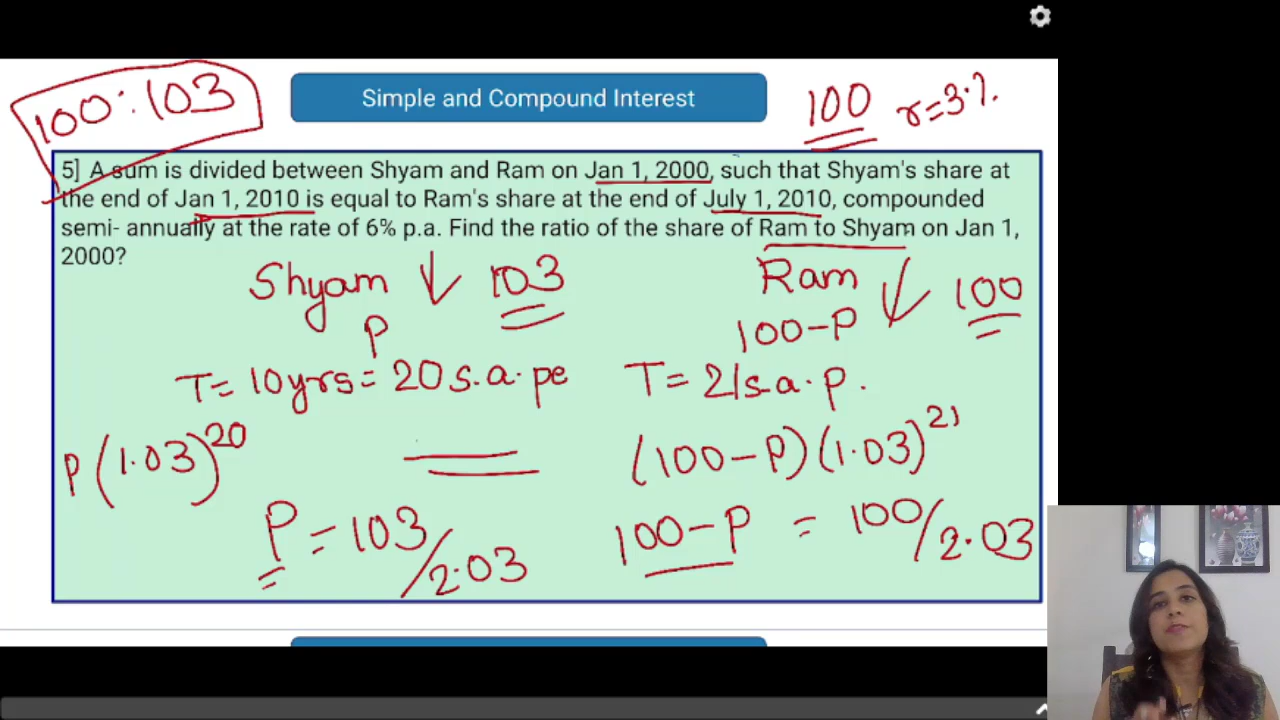 100:103
Simple and Compound Interest
100 r=3%.
5] A sum is divided between Shyam and Ram on Jan 1, 2000, such that Shyam's share at
the end of Jan 1, 2010 is equal to Ram's share at the end of July 1, 2010, compounded
semi- annually at the rate of 6% p.a. Find the ratio of the share of Ram to Shyam on Jan 1,
2000?
Shyam ↓ 103
Ram ↓ 100
P
100-P
T= 10yrs= 20 s.a. pe
T= 21 s.a. p.
P(1.03)^20 = (100-P)(1.03)^21
P = 103/2.03
100-P = 100/2.03